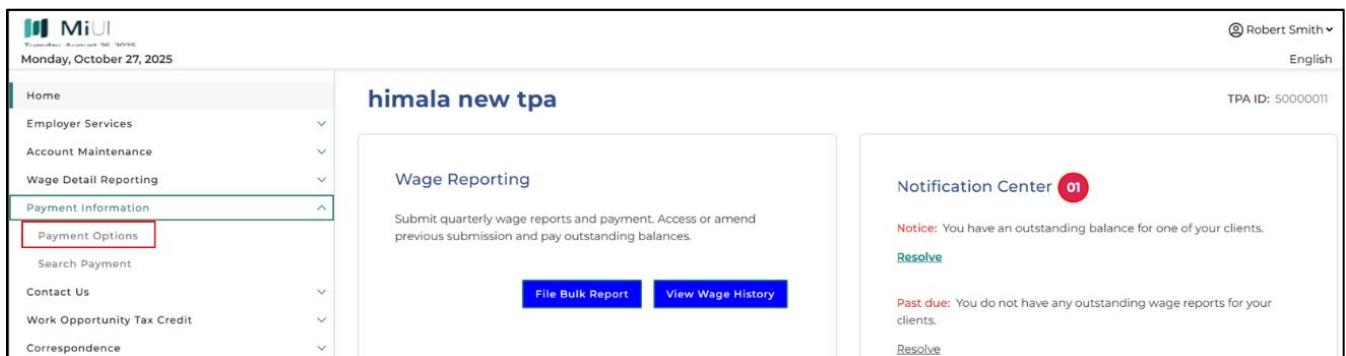 MiUI
Robert Smith
Tuesday, August 26, 2025
Monday, October 27, 2025
English
Home
Employer Services
Account Maintenance
Wage Detail Reporting
Payment Information
Payment Options
Search Payment
Contact Us
Work Opportunity Tax Credit
Correspondence
himala new tpa
TPA ID: 50000011
Wage Reporting
Submit quarterly wage reports and payment. Access or amend
previous submission and pay outstanding balances.
File Bulk Report
View Wage History
Notification Center 01
Notice: You have an outstanding balance for one of your clients.
Resolve
Past due: You do not have any outstanding wage reports for your
clients.
Resolve